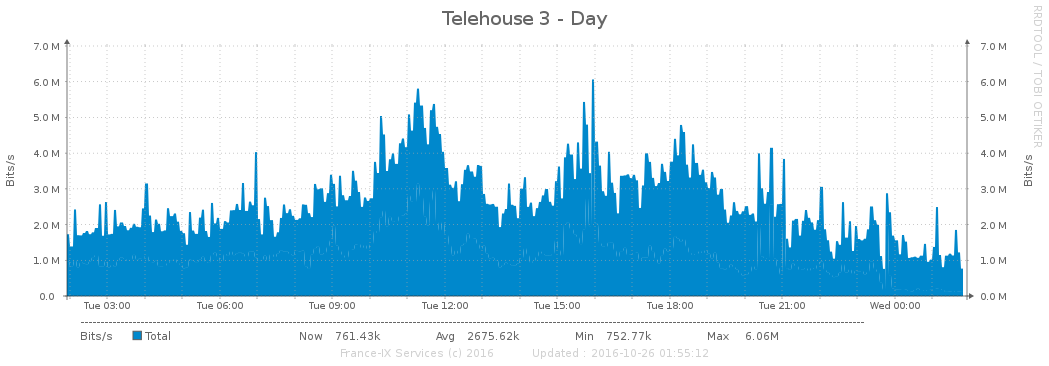 Telehouse 3 - Day
RRDTOOL / TOBI OETIKER
Bits/s
Bits/s
7.0 M 7.0 M
6.0 M 6.0 M
5.0 M 5.0 M
4.0 M 4.0 M
3.0 M 3.0 M
2.0 M 2.0 M
1.0 M 1.0 M
0.0 0.0 M
Tue 03:00 Tue 06:00 Tue 09:00 Tue 12:00 Tue 15:00 Tue 18:00 Tue 21:00 Wed 00:00
Bits/s Total Now 761.43k Avg 2675.62k Min 752.77k Max 6.06M
France-IX Services (c) 2016 Updated : 2016-10-26 01:55:12